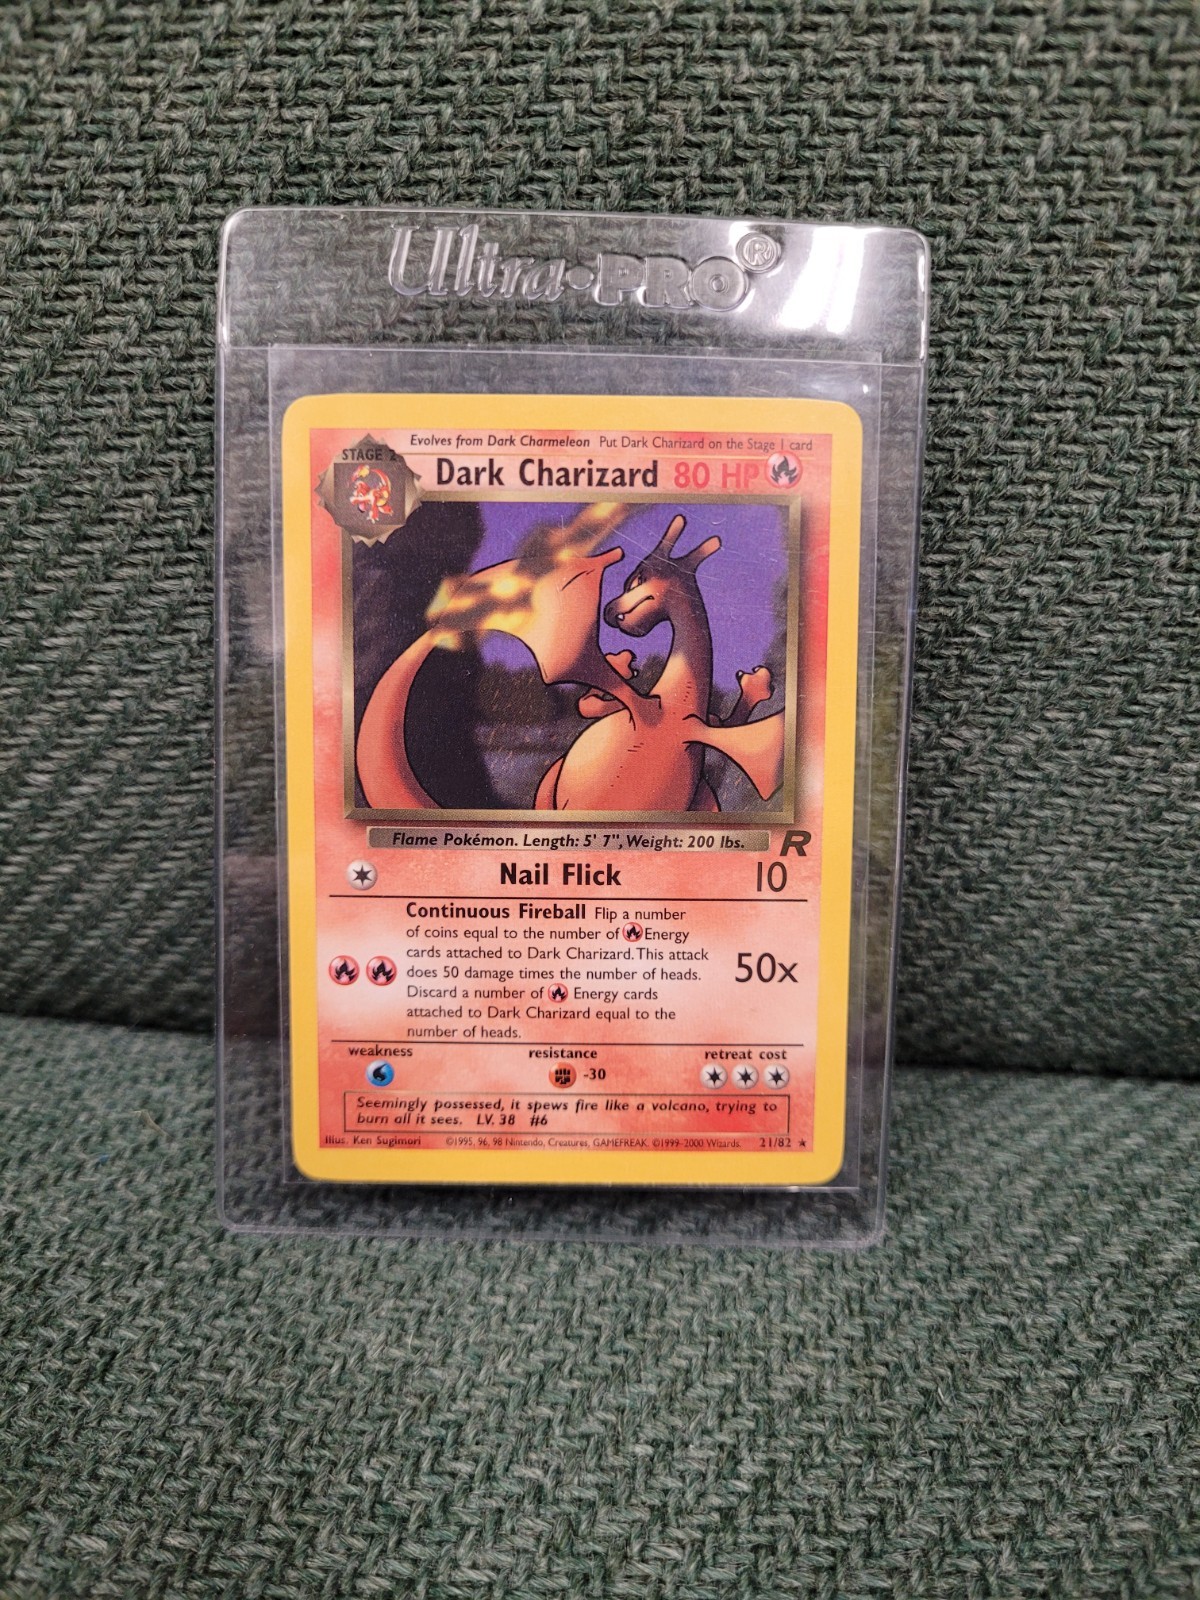 Ultra•PRO®
Evolves from Dark Charmeleon Put Dark Charizard on the Stage 1 card
STAGE 2
Dark Charizard 80 HP
Flame Pokémon. Length: 5' 7", Weight: 200 lbs.
R
Nail Flick 10
Continuous Fireball Flip a number
of coins equal to the number of Energy
cards attached to Dark Charizard. This attack
does 50 damage times the number of heads.
Discard a number of Energy cards
attached to Dark Charizard equal to the
number of heads.
50x
weakness resistance retreat cost
-30
Seemingly possessed, it spews fire like a volcano, trying to
burn all it sees. LV. 38 #6
Illus. Ken Sugimori ©1995, 96, 98 Nintendo, Creatures, GAMEFREAK. ©1999-2000 Wizards. 21/82 ★